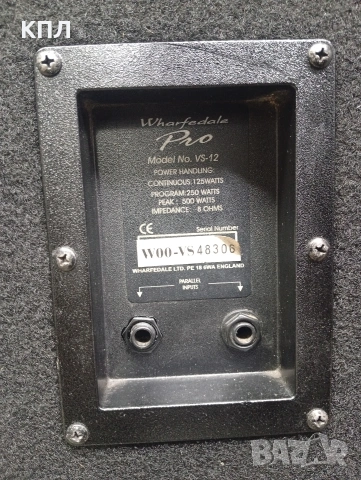 КПЛ
Wharfedale
Pro
Model No. VS-12
POWER HANDLING:
CONTINUOUS:125WATTS
PROGRAM:250 WATTS
PEAK : 500 WATTS
IMPEDANCE: 8 OHMS
CE Serial Number
W00-VS48306
WHARFEDALE LTD. PE 18 6WA ENGLAND
PARALLEL
INPUTS
BAZAR